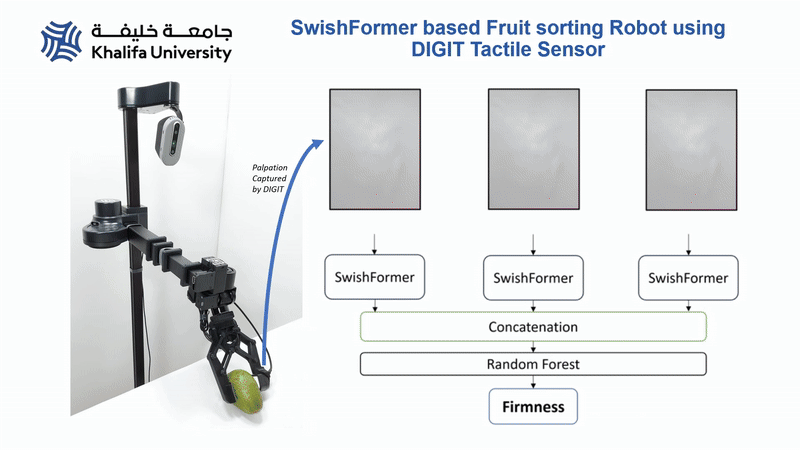 جامعة خليفة
Khalifa University
SwishFormer based Fruit sorting Robot using
DIGIT Tactile Sensor
Palpation
Captured
by DIGIT
SwishFormer
SwishFormer
SwishFormer
Concatenation
Random Forest
Firmness